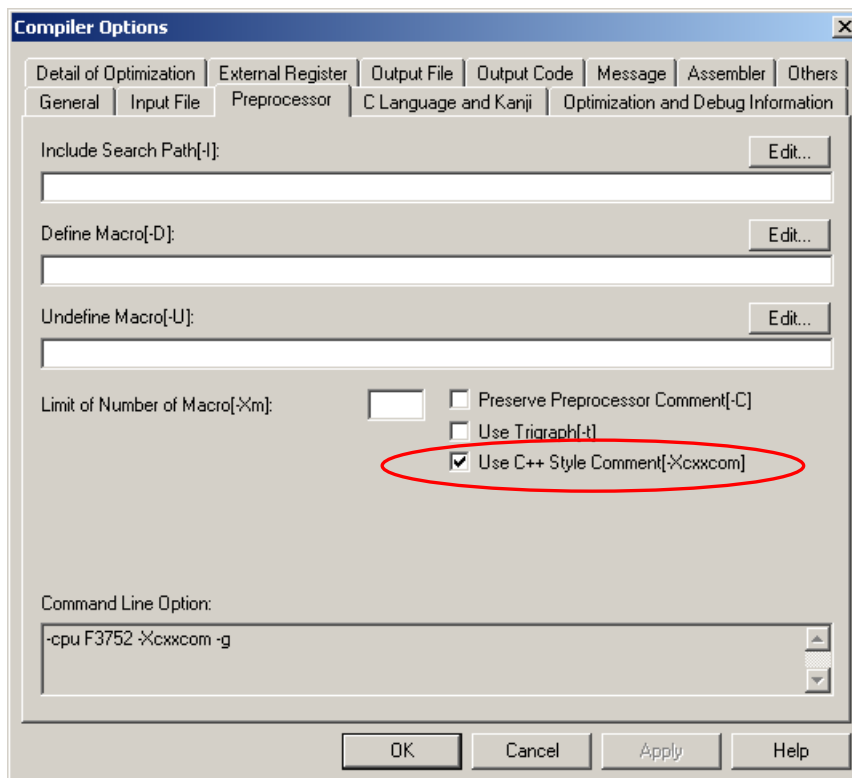 Compiler Options
Detail of Optimization External Register Output File Output Code Message Assembler Others
General Input File Preprocessor C Language and Kanji Optimization and Debug Information
Include Search Path[-I]: Edit...
Define Macro[-D]: Edit...
Undefine Macro[-U]: Edit...
Limit of Number of Macro[-Xm]: Preserve Preprocessor Comment[-C]
Use Trigraph[-t]
Use C++ Style Comment[-Xcxxcom]
Command Line Option:
-cpu F3752 -Xcxxcom -g
OK Cancel Apply Help